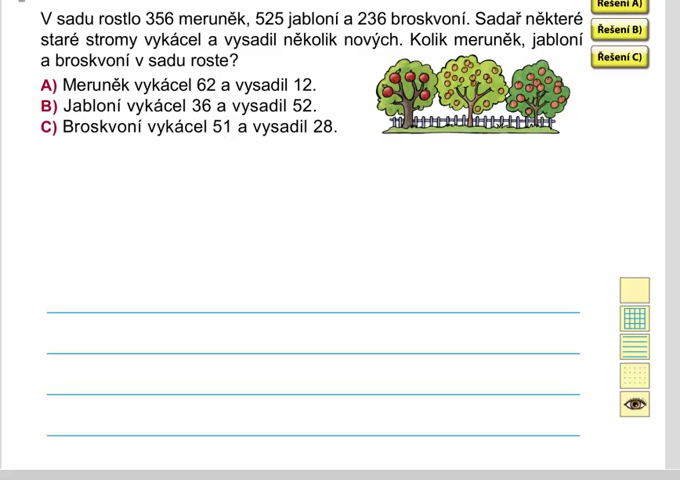 V sadu rostlo 356 meruněk, 525 jabloní a 236 broskvoní. Sadař některé
staré stromy vykácel a vysadil několik nových. Kolik meruněk, jabloní
a broskvoní v sadu roste?
A) Meruněk vykácel 62 a vysadil 12.
B) Jabloní vykácel 36 a vysadil 52.
C) Broskvoní vykácel 51 a vysadil 28.
Řešení A)
Řešení B)
Řešení C)